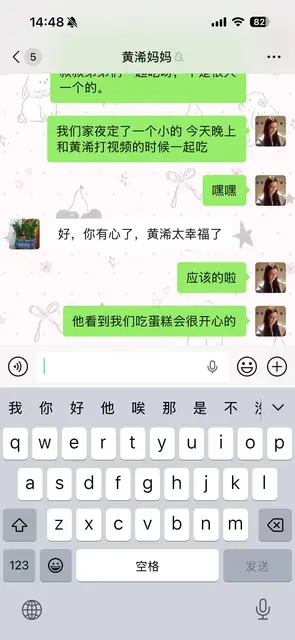 14:48
82
5
黄浠妈妈
一个的。
我们家夜定了一个小的 今天晚上
和黄浠打视频的时候一起吃
嘿嘿
好，你有心了，黄浠太幸福了
应该的啦
他看到我们吃蛋糕会很开心的
我 你 好 他 唉 那 是 不
q w e r t y u i o p
a s d f g h j k l
z x c v b n m
123 空格 发送